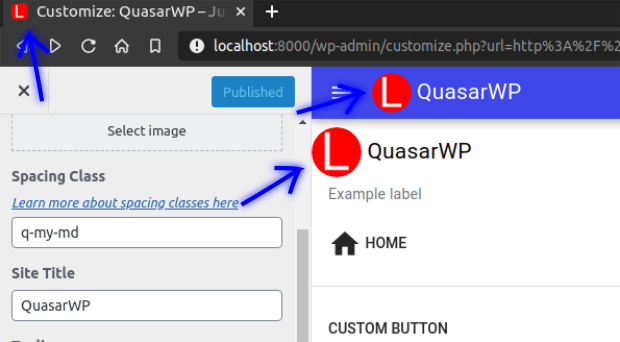 L Customize: QuasarWP – Ju
localhost:8000/wp-admin/customize.php?url=http%3A%2F%2
Published
L QuasarWP
Select image
L QuasarWP
Spacing Class
Example label
Learn more about spacing classes here
q-my-md
HOME
Site Title
QuasarWP
CUSTOM BUTTON